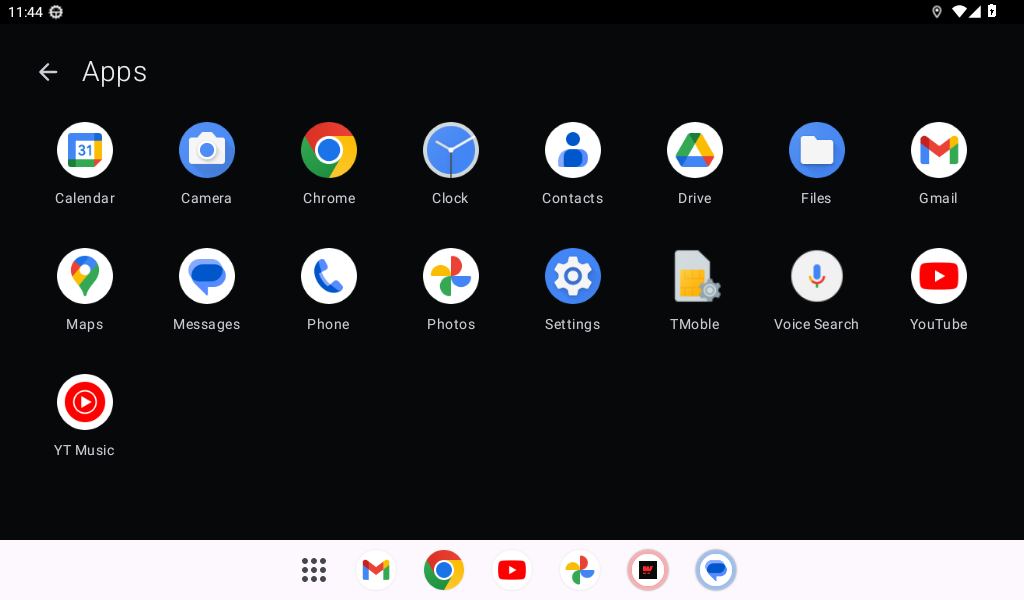 11:44
Apps
31
Calendar Camera Chrome Clock Contacts Drive Files Gmail
Maps Messages Phone Photos Settings TMoble Voice Search YouTube
YT Music